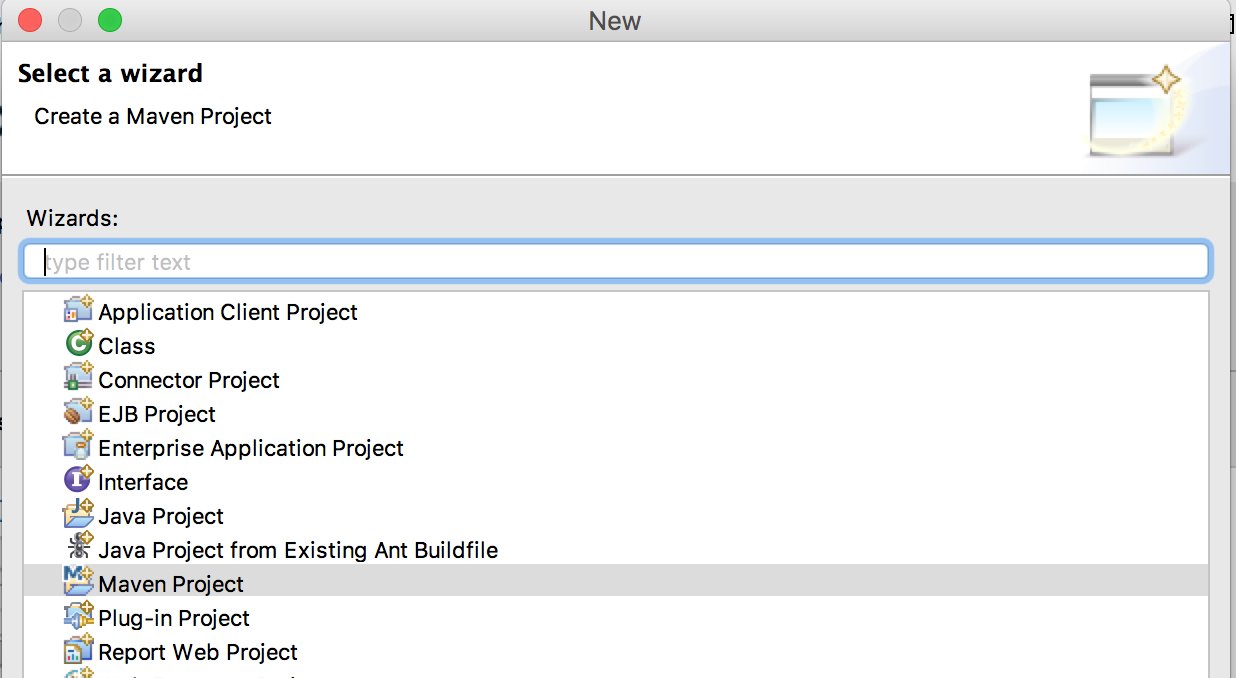 New
Select a wizard
Create a Maven Project
Wizards:
type filter text
Application Client Project
Class
Connector Project
EJB Project
Enterprise Application Project
Interface
Java Project
Java Project from Existing Ant Buildfile
Maven Project
Plug-in Project
Report Web Project